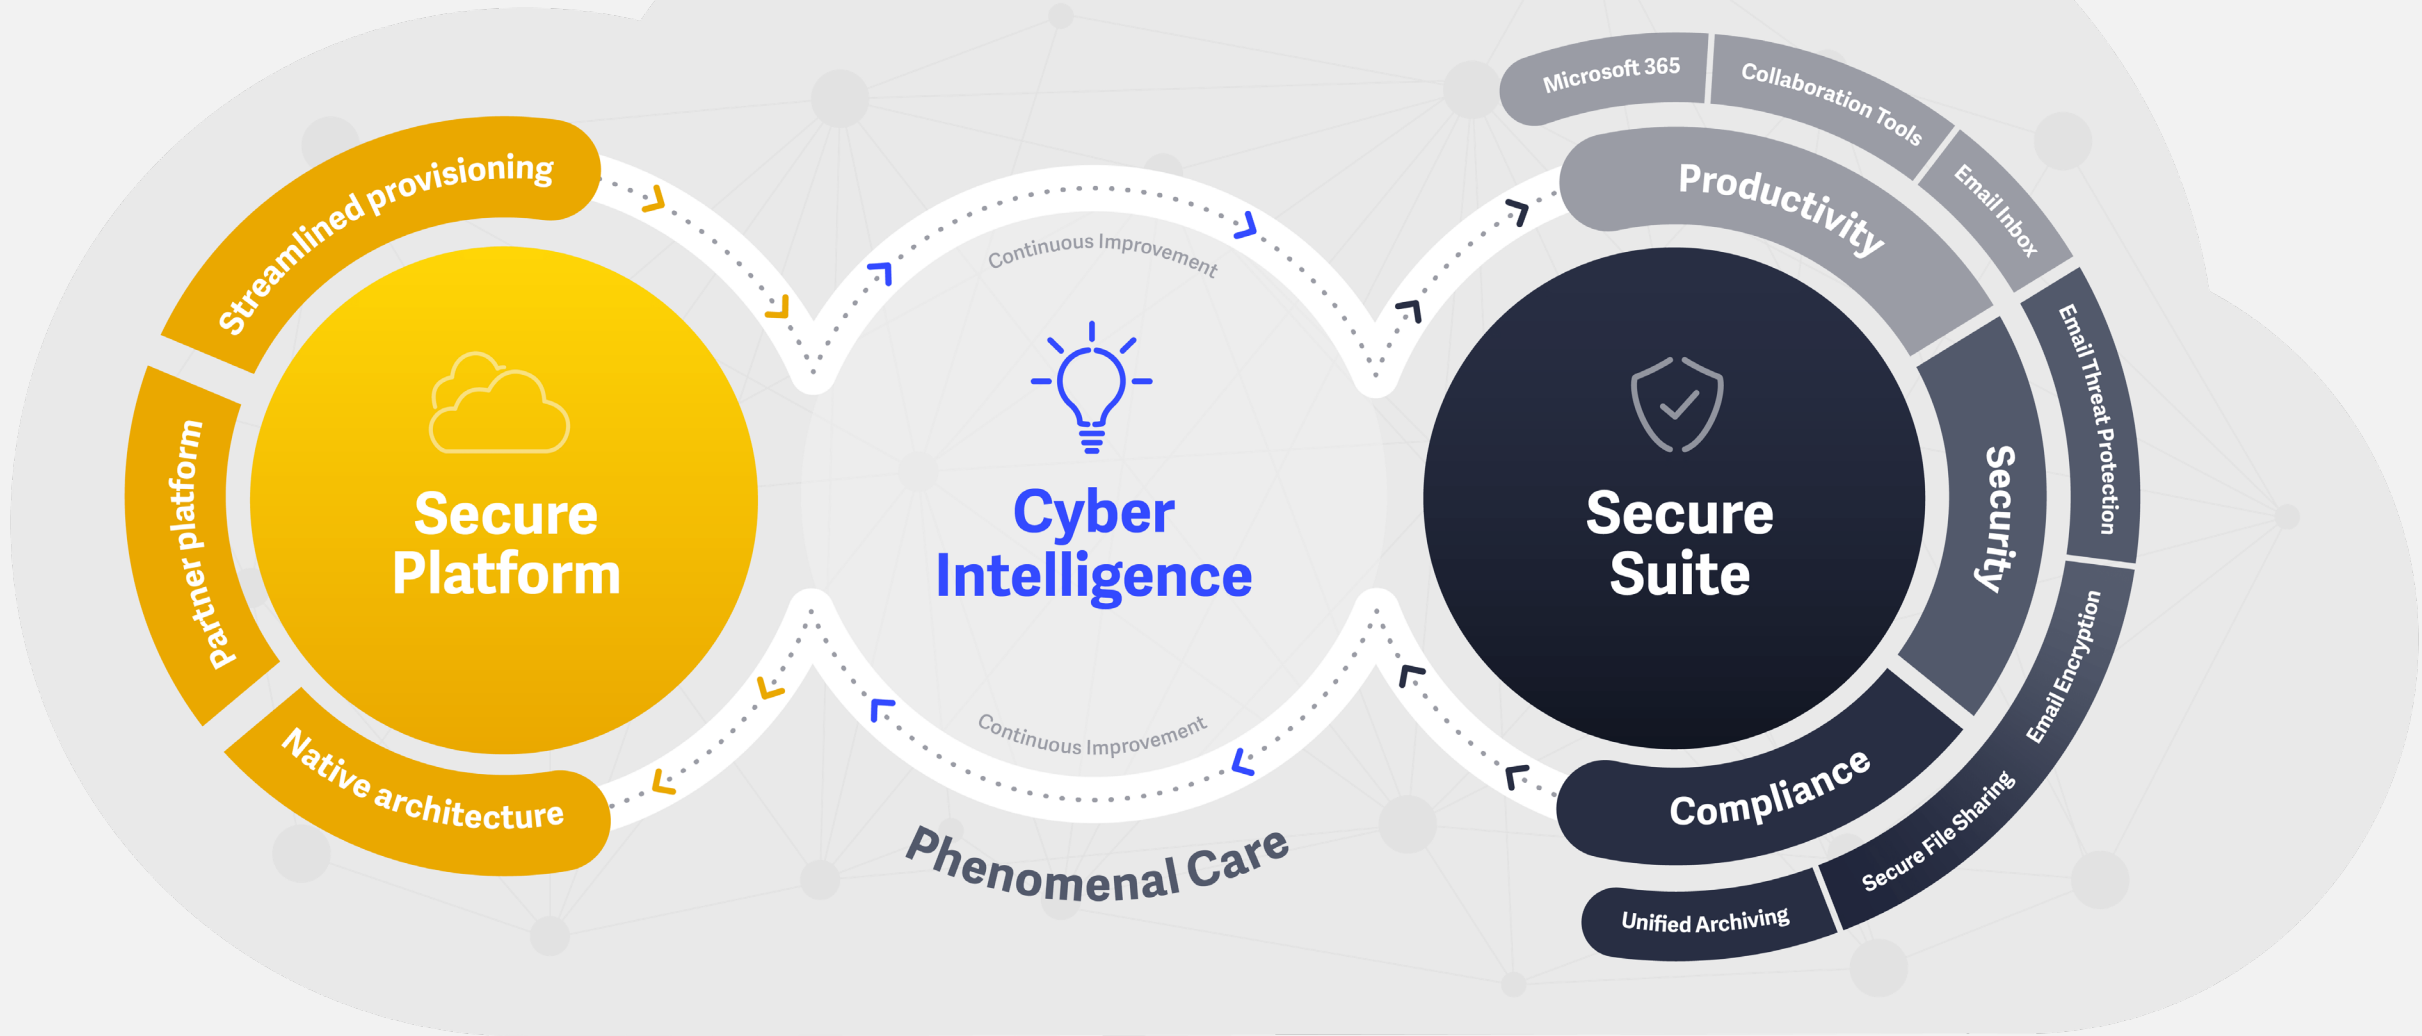 Streamlined provisioning
Partner platform
Native architecture
Secure
Platform
Continuous Improvement
Cyber
Intelligence
Continuous Improvement
Phenomenal Care
Secure
Suite
Productivity
Security
Compliance
Microsoft 365
Collaboration Tools
Email Inbox
Email Threat Protection
Email Encryption
Secure File Sharing
Unified Archiving